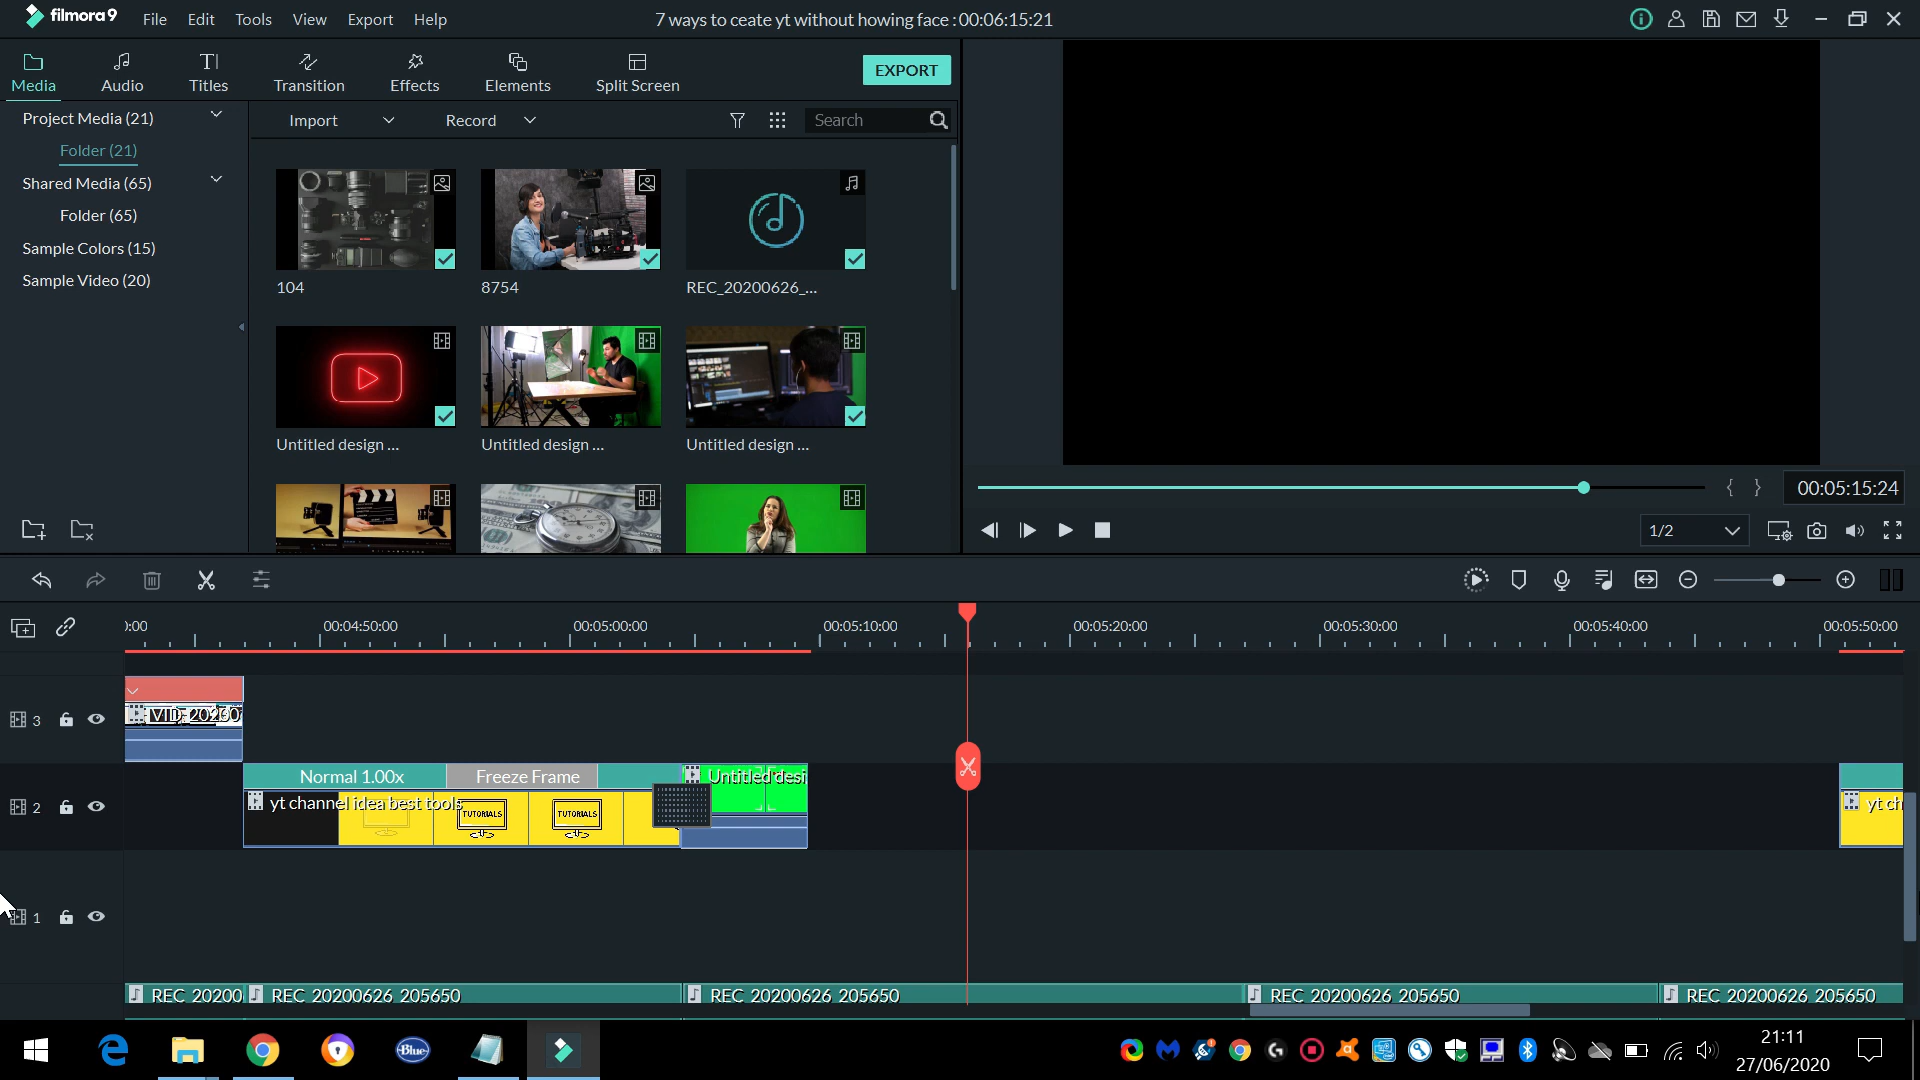 filmora9 File Edit Tools View Export Help 7 ways to ceate yt without howing face : 00:06:15:21
Media Audio Titles Transition Effects Elements Split Screen EXPORT
Project Media (21)
Folder (21)
Shared Media (65)
Folder (65)
Sample Colors (15)
Sample Video (20)
Import Record Search
104 8754 REC_20200626_...
Untitled design ... Untitled design ... Untitled design ...
00:05:15:24
1/2
0:00 00:04:50:00 00:05:00:00 00:05:10:00 00:05:20:00 00:05:30:00 00:05:40:00 00:05:50:00
3
2
Normal 1.00x Freeze Frame Untitled desi
yt channel idea best tools yt ch
TUTORIALS TUTORIALS
1
REC 20200 REC 20200626 205650 REC 20200626 205650 REC 20200626 205650 REC 20200626 205650
Blue
21:11
27/06/2020